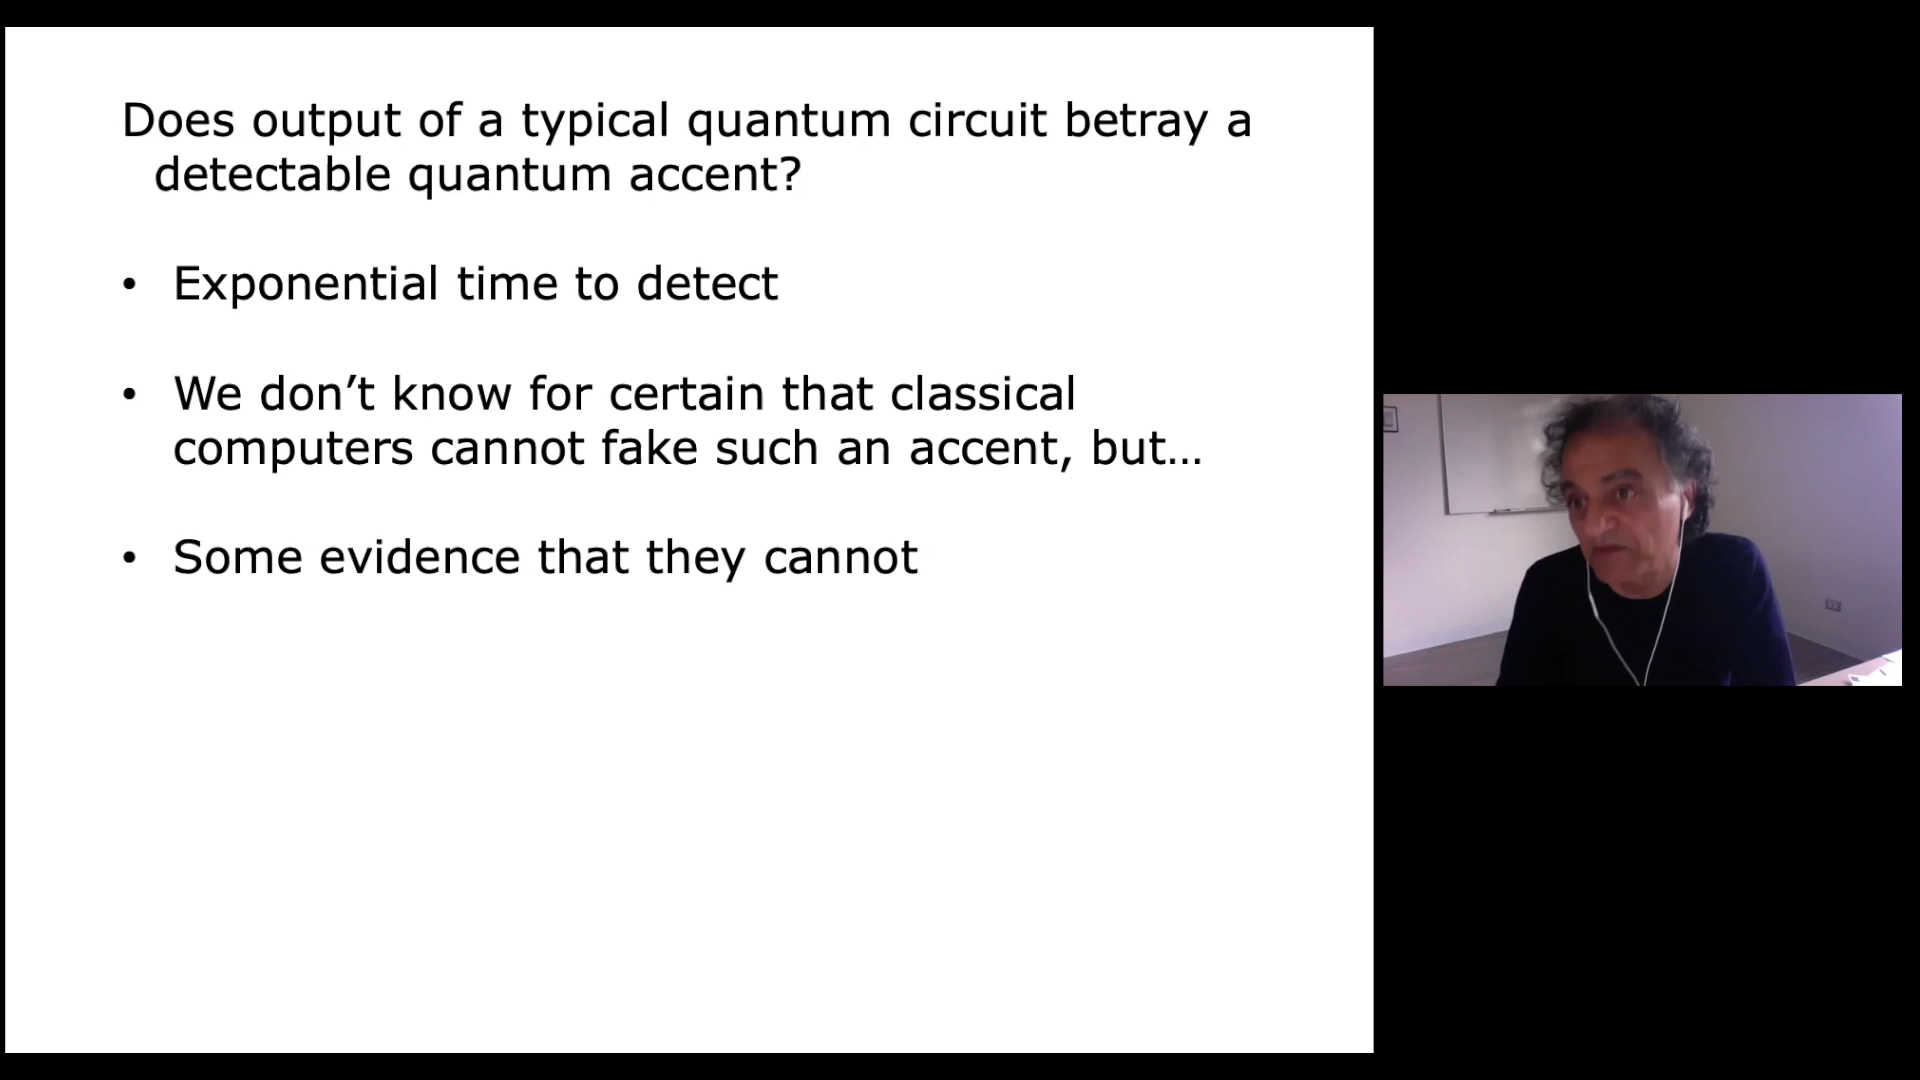 Does output of a typical quantum circuit betray a
detectable quantum accent?
• Exponential time to detect
• We don’t know for certain that classical
computers cannot fake such an accent, but…
• Some evidence that they cannot